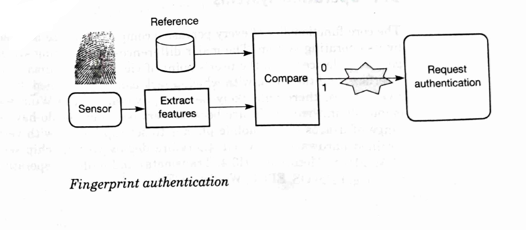 Reference
Sensor
Extract
features
Compare
0
1
Request
authentication
Fingerprint authentication